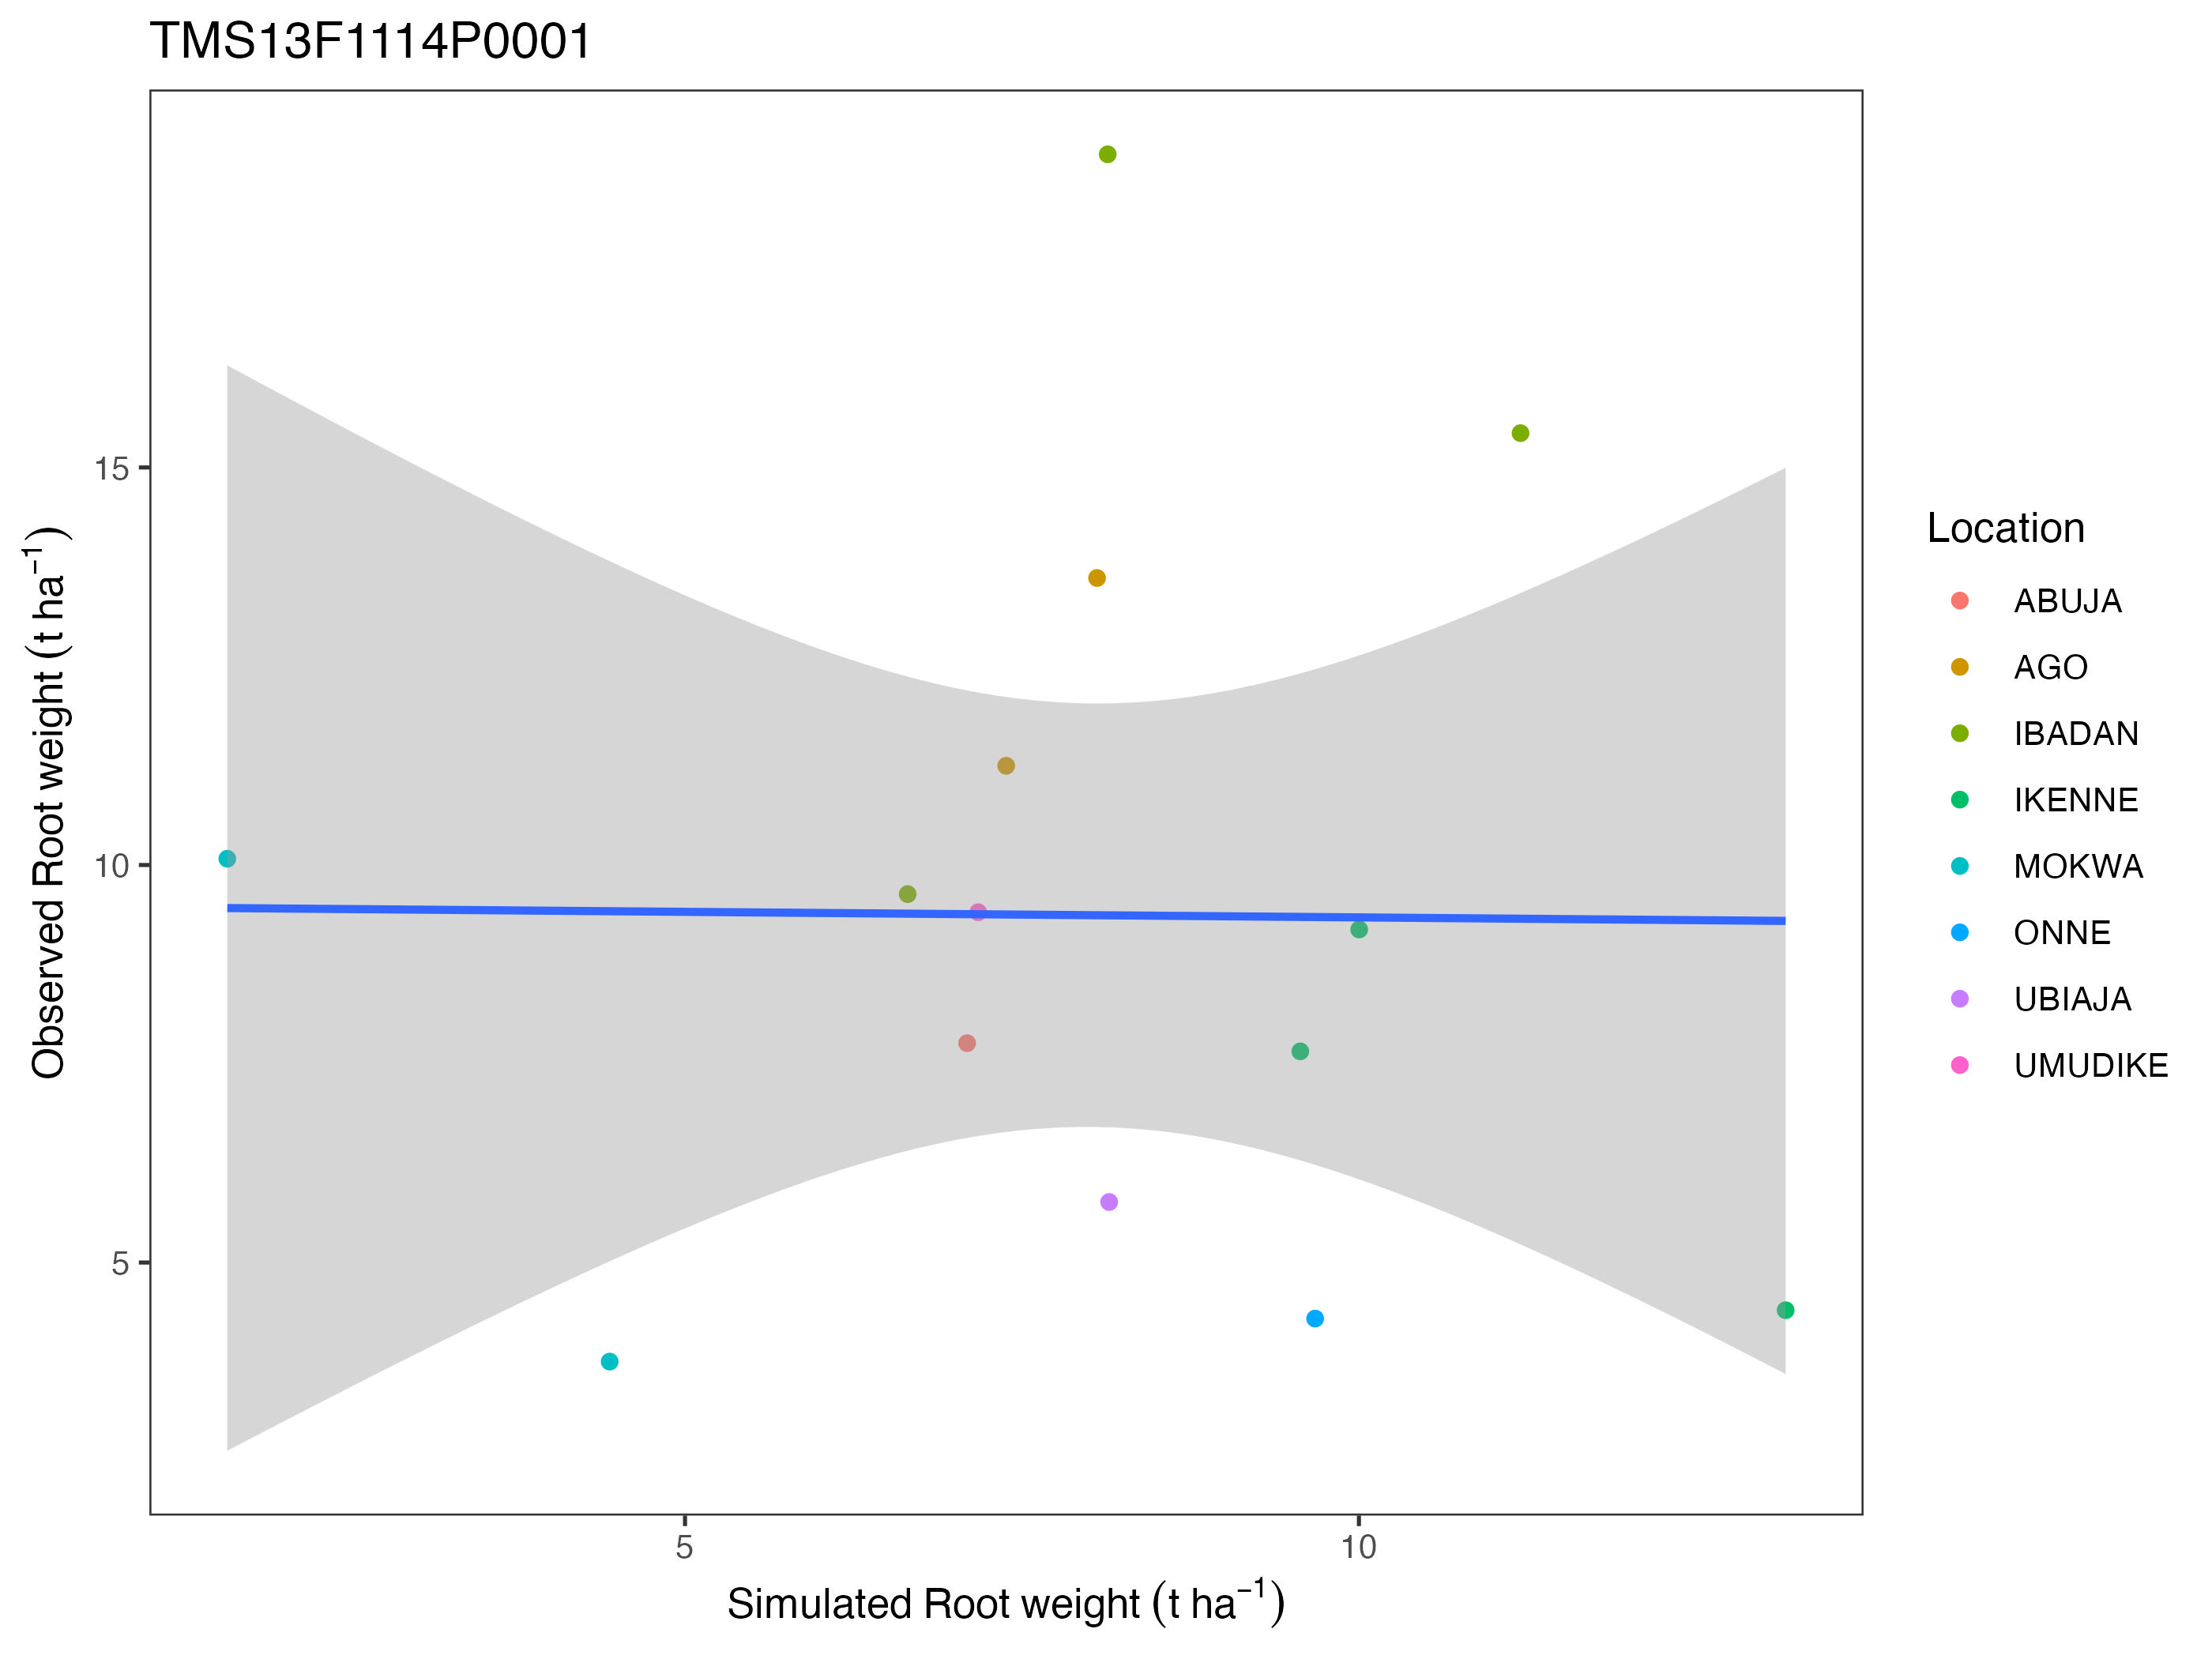 TMS13F1114P0001
Observed Root weight (t ha⁻¹)
15
10
5
5
10
Simulated Root weight (t ha⁻¹)
Location
ABUJA
AGO
IBADAN
IKENNE
MOKWA
ONNE
UBIAJA
UMUDIKE